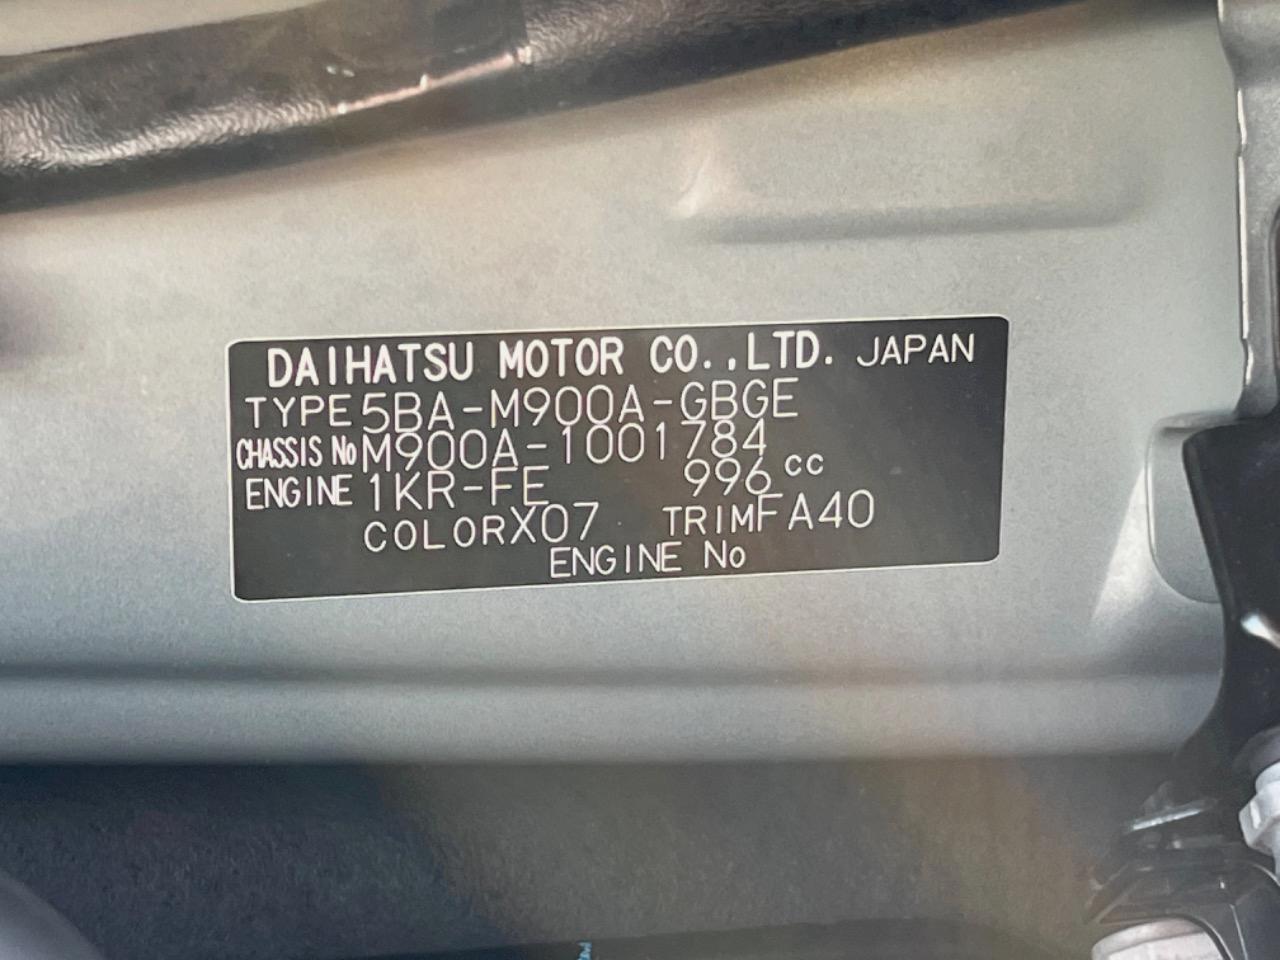 DAIHATSU MOTOR CO.,LTD. JAPAN
TYPE 5BA-M900A-GBGE
CHASSIS No M900A-1001784
ENGINE 1KR-FE 996 cc
COLOR X07 TRIM FA40
ENGINE No